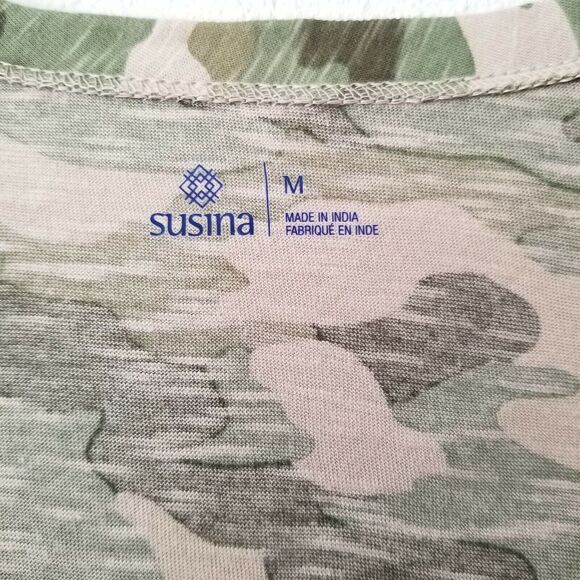 susina
M
MADE IN INDIA
FABRIQUÉ EN INDE